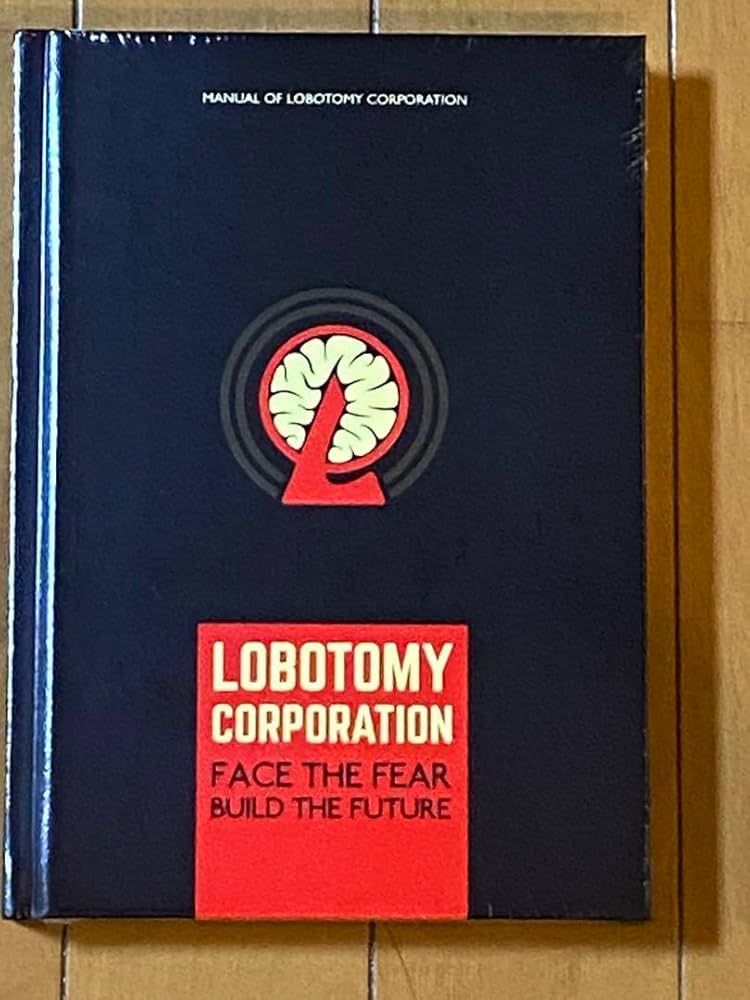 MANUAL OF LOBOTOMY CORPORATION
LOBOTOMY
CORPORATION
FACE THE FEAR
BUILD THE FUTURE